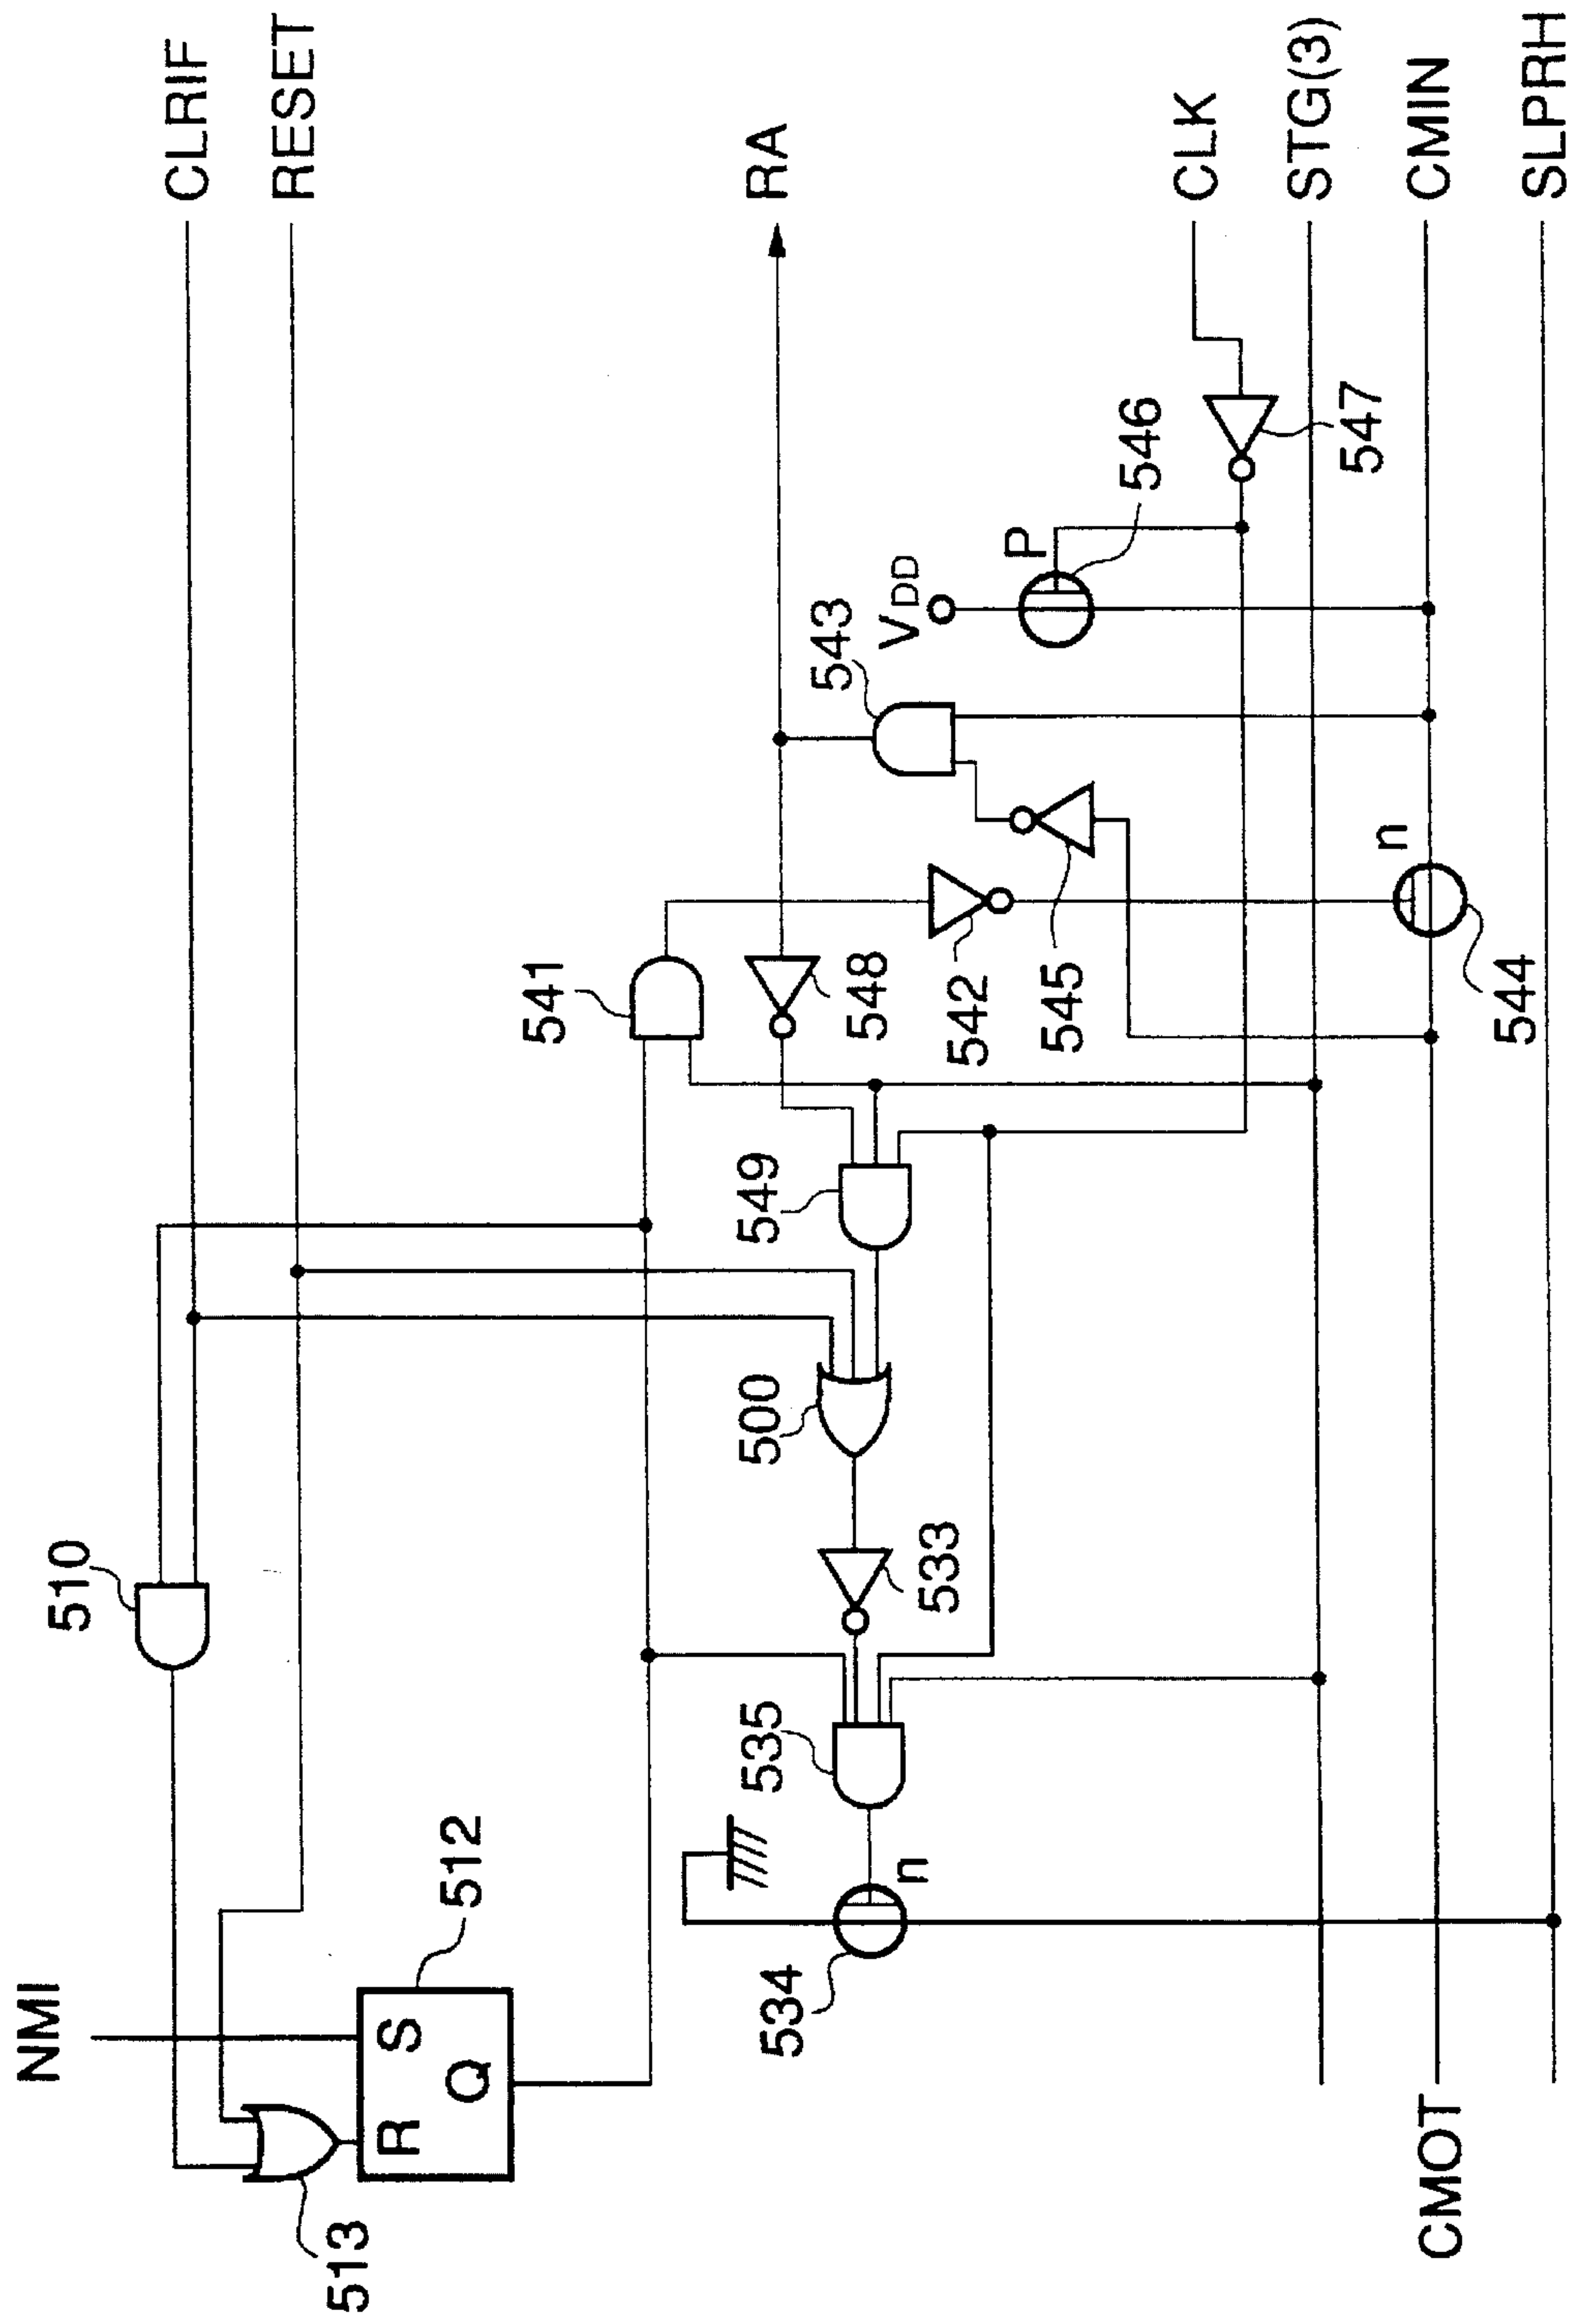 NMI
CLRIF
RESET
510
513
R
S
Q
512
541
RA
534
n
535
533
500
549
548
542
545
543
V_DD
P
546
CLK
547
STG(3)
n
544
CMOT
CMIN
SLPRH